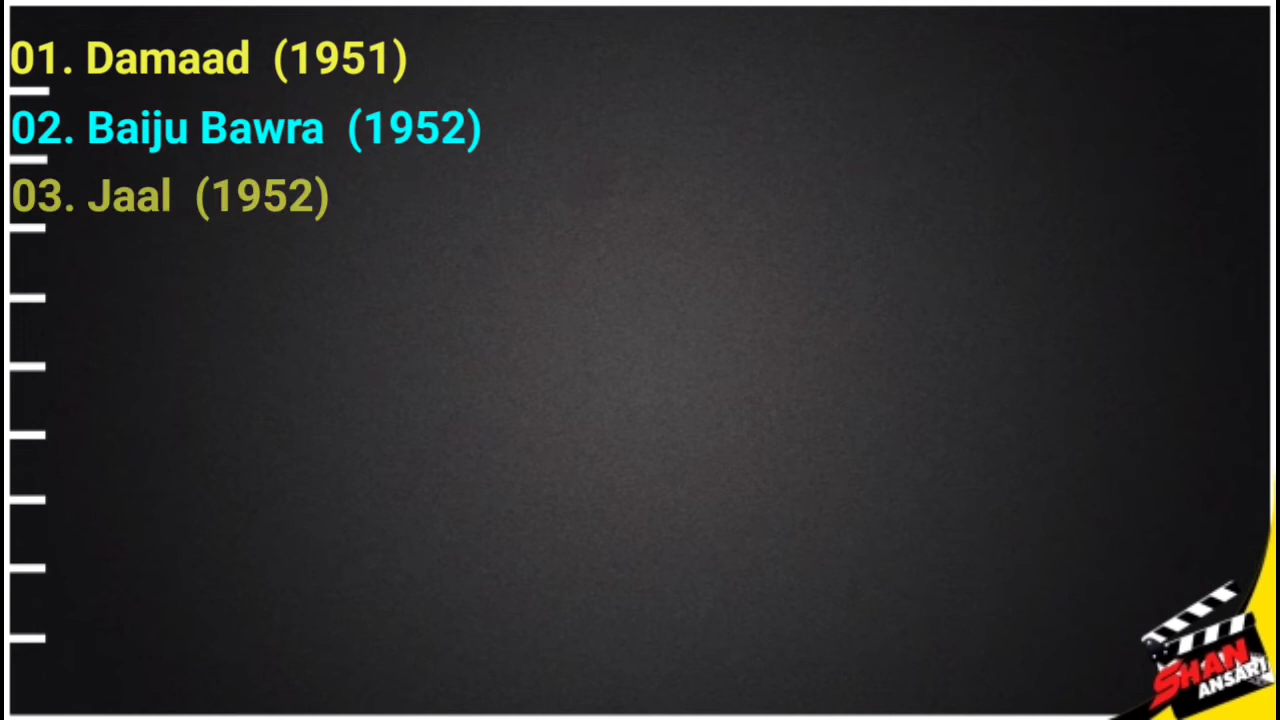 01. Damaad (1951)
02. Baiju Bawra (1952)
03. Jaal (1952)
SHAN
ANSARI